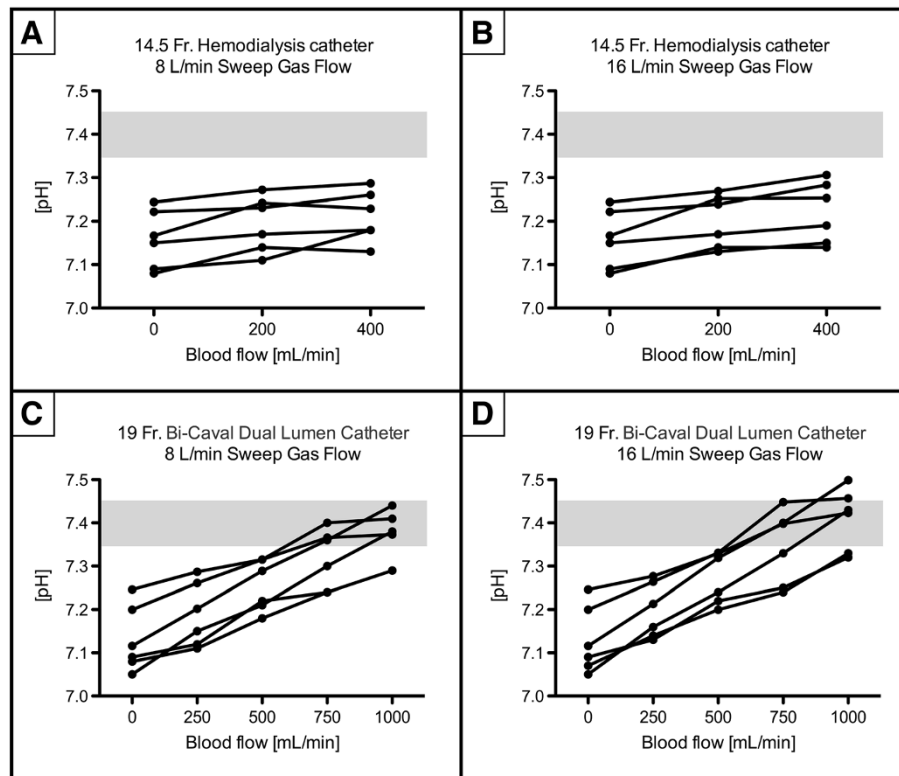 A
14.5 Fr. Hemodialysis catheter
8 L/min Sweep Gas Flow
7.5
7.4
7.3
7.2
7.1
7.0
[pH]
0 200 400
Blood flow [mL/min]
B
14.5 Fr. Hemodialysis catheter
16 L/min Sweep Gas Flow
7.5
7.4
7.3
7.2
7.1
7.0
[pH]
0 200 400
Blood flow [mL/min]
C
19 Fr. Bi-Caval Dual Lumen Catheter
8 L/min Sweep Gas Flow
7.5
7.4
7.3
7.2
7.1
7.0
[pH]
0 250 500 750 1000
Blood flow [mL/min]
D
19 Fr. Bi-Caval Dual Lumen Catheter
16 L/min Sweep Gas Flow
7.5
7.4
7.3
7.2
7.1
7.0
[pH]
0 250 500 750 1000
Blood flow [mL/min]